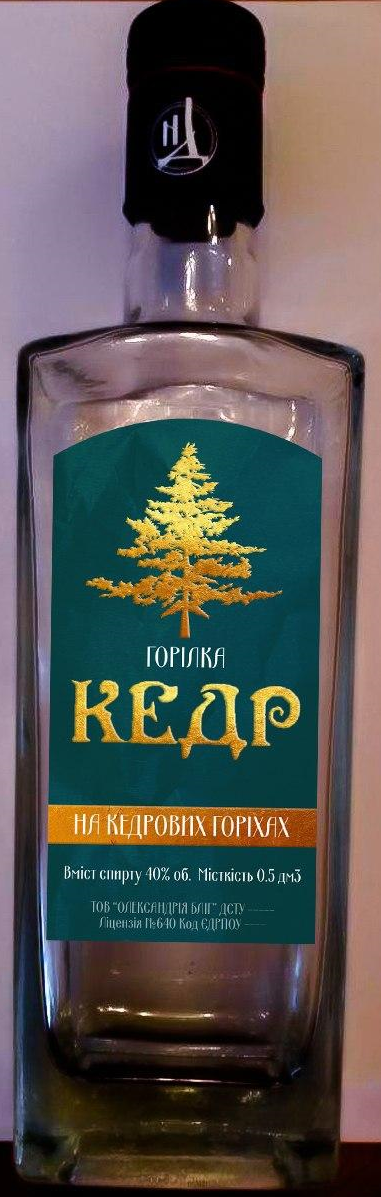 ГОРІЛКА
КЕДР
НА КЕДРОВИХ ГОРІХАХ
Вміст спирту 40% об. Місткість 0.5 дм3
ТОВ "ОЛЕКСАНДРІЯ БЛІГ" ДСТУ
Ліцензія №640 Код ЄДРПОУ